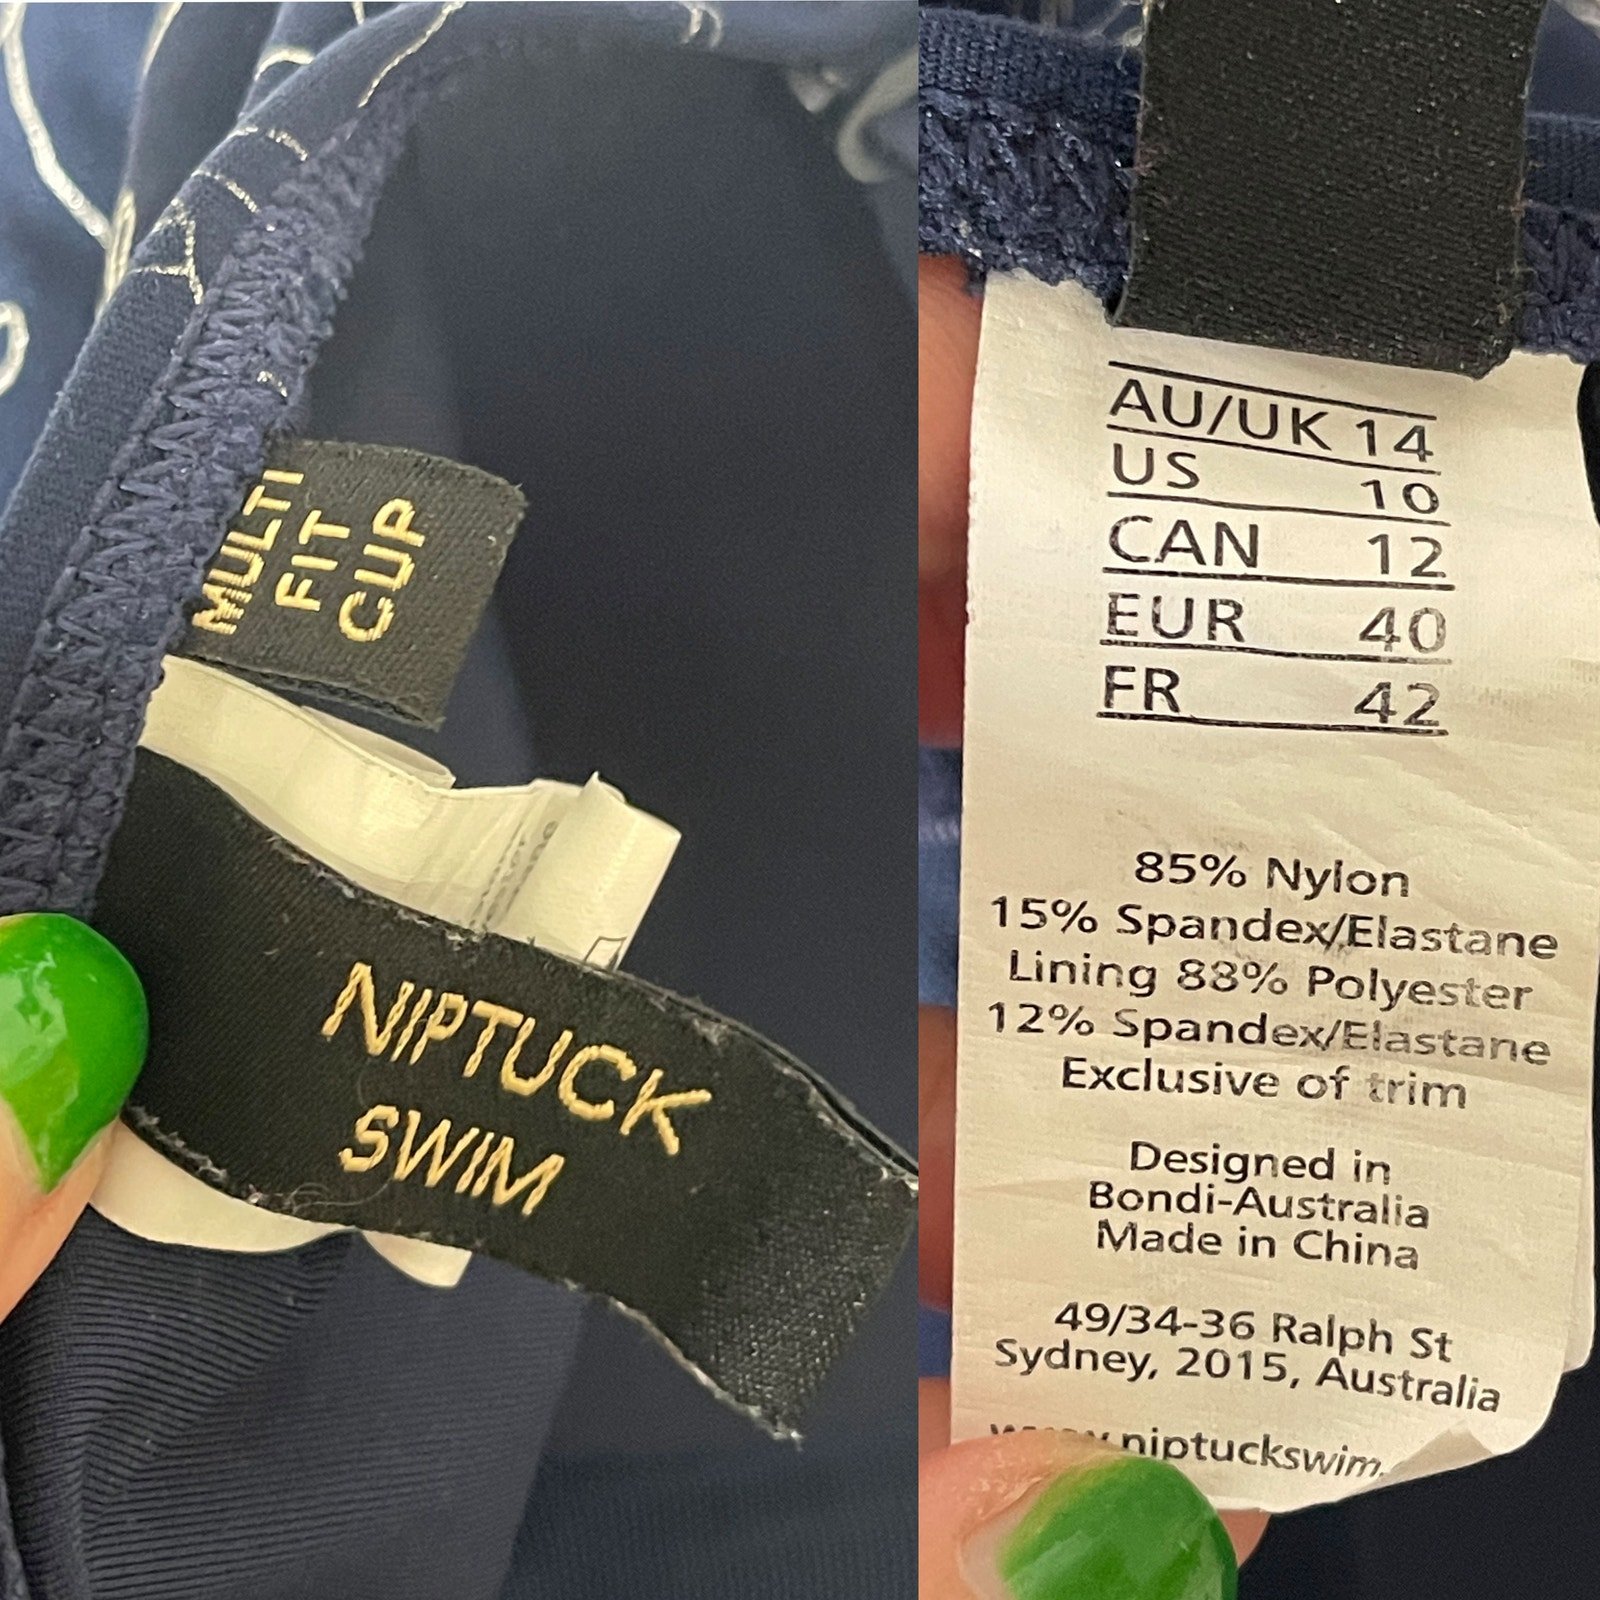 MULTI
FIT
CUP
NIPTUCK
SWIM
AU/UK 14
US 10
CAN 12
EUR 40
FR 42
85% Nylon
15% Spandex/Elastane
Lining 88% Polyester
12% Spandex/Elastane
Exclusive of trim
Designed in
Bondi-Australia
Made in China
49/34-36 Ralph St
Sydney, 2015, Australia
www.niptuckswim.